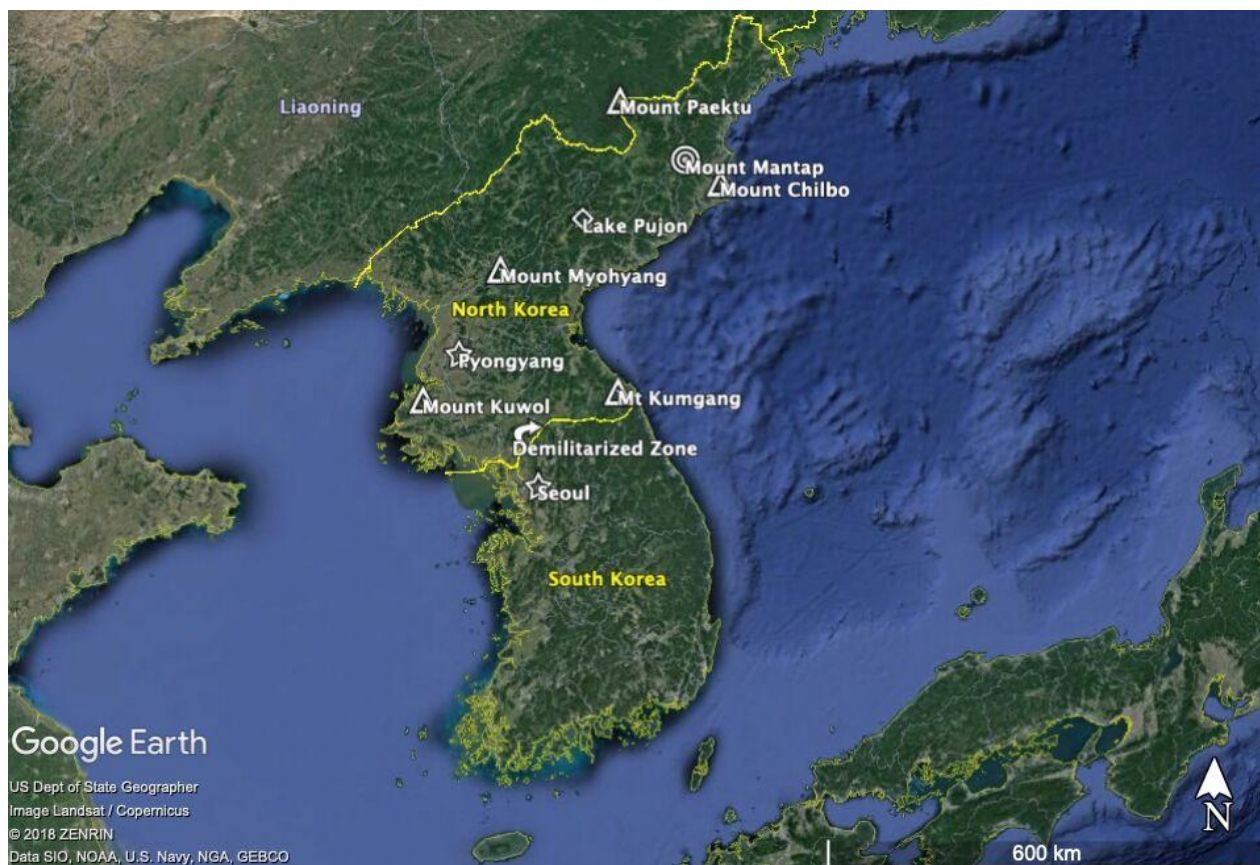 Liaoning
Mount Paektu
Mount Mantap
Mount Chilbo
Lake Pujon
Mount Myohyang
North Korea
Pyongyang
Mt Kumgang
Mount Kuwol
Demilitarized Zone
Seoul
South Korea
Google Earth
US Dept of State Geographer
Image Landsat / Copernicus
© 2018 ZENRIN
Data SIO, NOAA, U.S. Navy, NGA, GEBCO
N
600 km